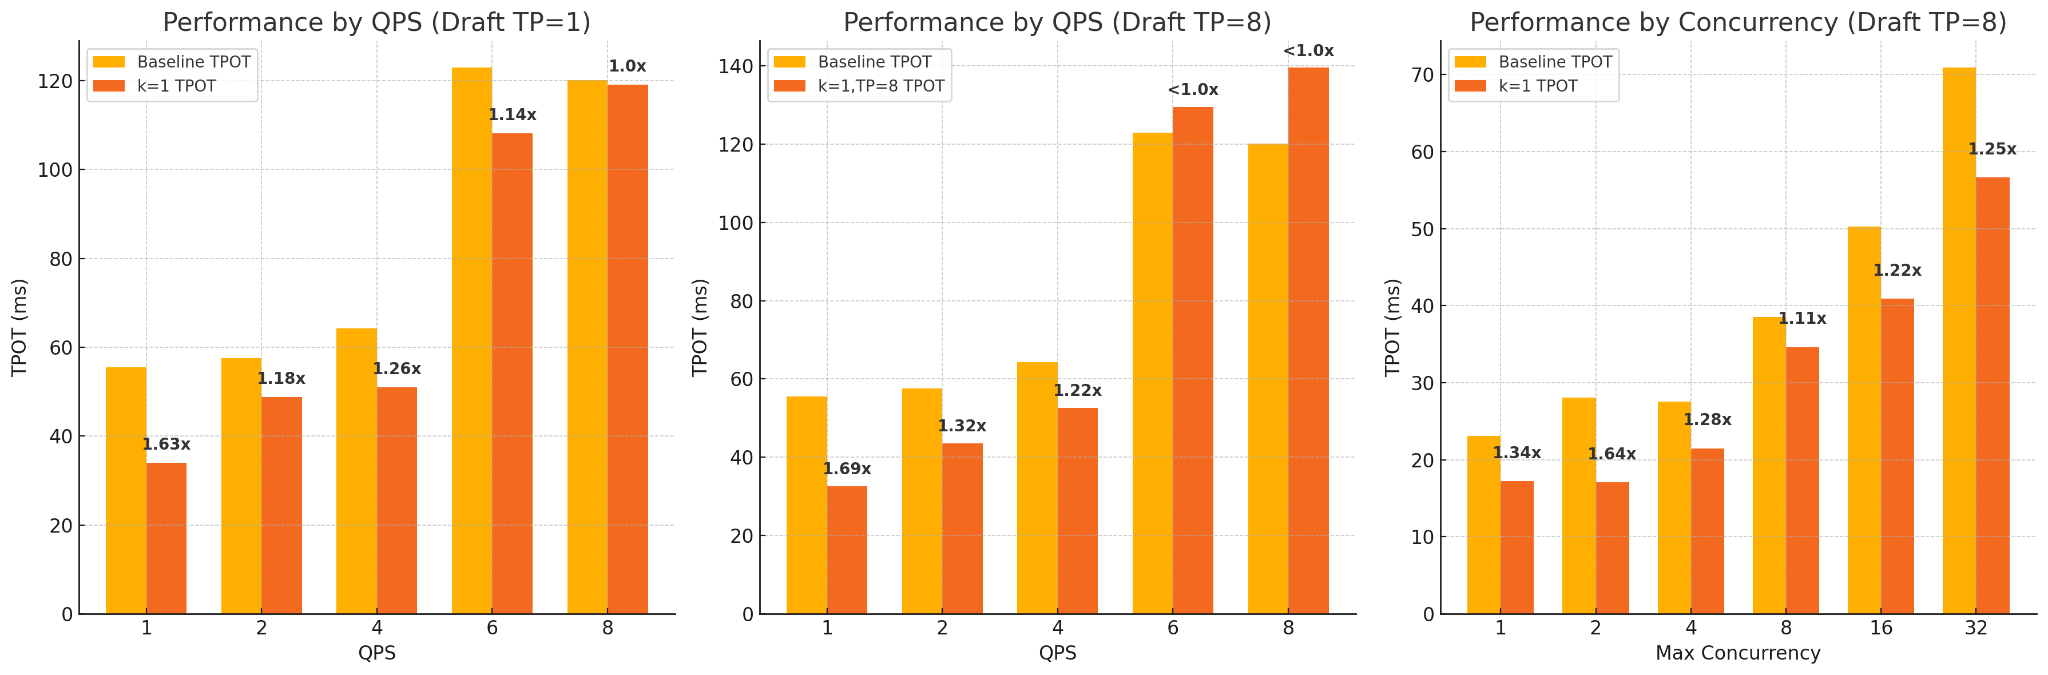 Performance by QPS (Draft TP=1)
Baseline TPOT
k=1 TPOT
1.63x
1.18x
1.26x
1.14x
1.0x
TPOT (ms)
120
100
80
60
40
20
0
1 2 4 6 8
QPS
Performance by QPS (Draft TP=8)
Baseline TPOT
k=1,TP=8 TPOT
1.69x
1.32x
1.22x
<1.0x
<1.0x
TPOT (ms)
140
120
100
80
60
40
20
0
1 2 4 6 8
QPS
Performance by Concurrency (Draft TP=8)
Baseline TPOT
k=1 TPOT
1.34x
1.64x
1.28x
1.11x
1.22x
1.25x
TPOT (ms)
70
60
50
40
30
20
10
0
1 2 4 8 16 32
Max Concurrency